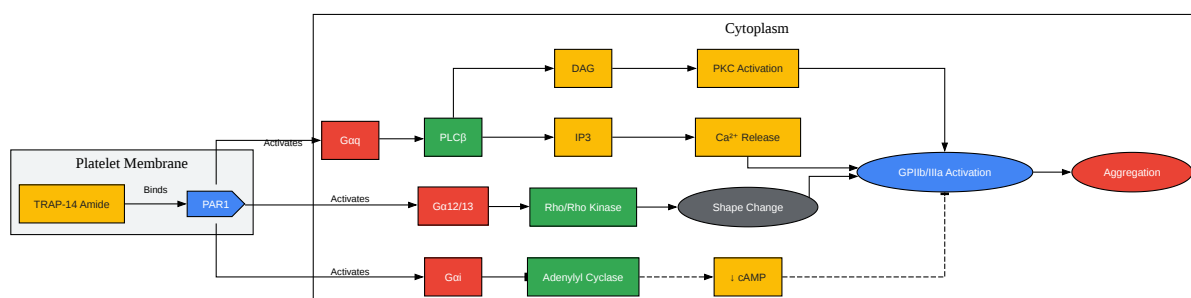 Cytoplasm
DAG
PKC Activation
Activates
Gαq
PLCβ
IP3
Ca²⁺ Release
Platelet Membrane
GPIIb/IIIa Activation
Aggregation
TRAP-14 Amide
Binds
PAR1
Activates
Gα12/13
Rho/Rho Kinase
Shape Change
Activates
Gαi
Adenylyl Cyclase
↓ cAMP